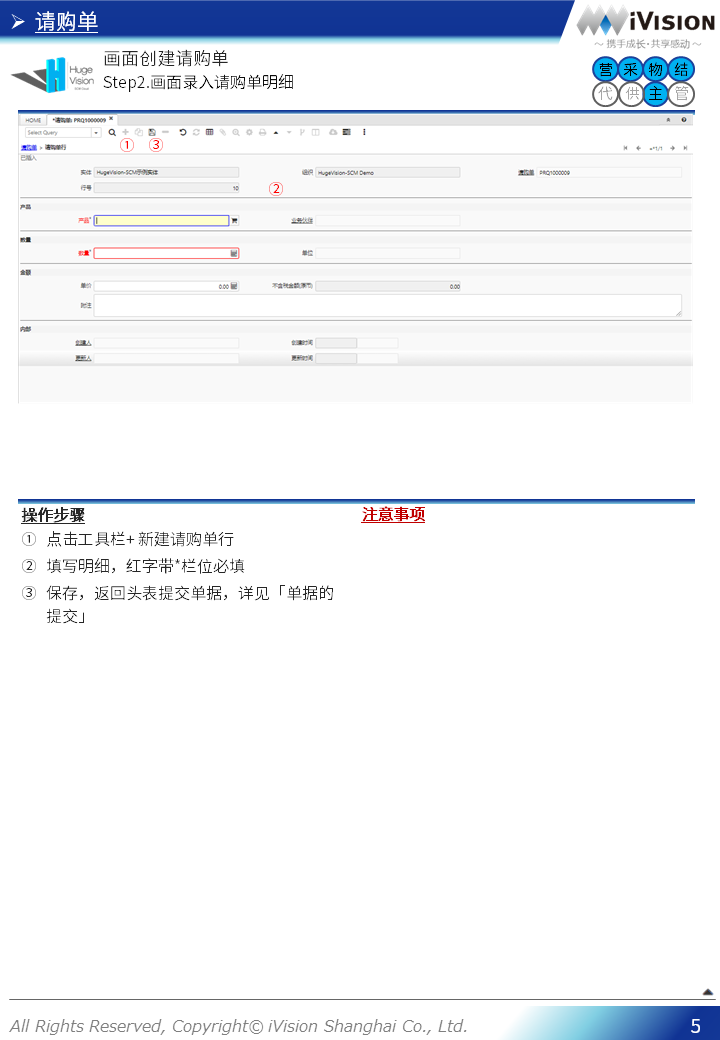 ➢ 请购单
iVISION
～ 携手成长·共享感动 ～
Huge
Vision
画面创建请购单
Step2.画面录入请购单明细
营 采 物 结
代 供 主 管
HOME *请购单: PRQ1000009 ×
Select Query
① ③
请购单 > 请购单行 *1/1
已插入
实体 HugeVision-SCM示例实体 组织 HugeVision-SCM Demo 请购单 PRQ1000009
行号 10 ②
产品
产品* 业务伙伴
数量
数量* 单位
金额
单价 0.00 不含税金额(原币) 0.00
附注
内部
创建人 创建时间
更新人 更新时间
操作步骤
① 点击工具栏+ 新建请购单行
② 填写明细，红字带*栏位必填
③ 保存，返回头表提交单据，详见「单据的
提交」
注意事项
All Rights Reserved, Copyright© iVision Shanghai Co., Ltd.
5